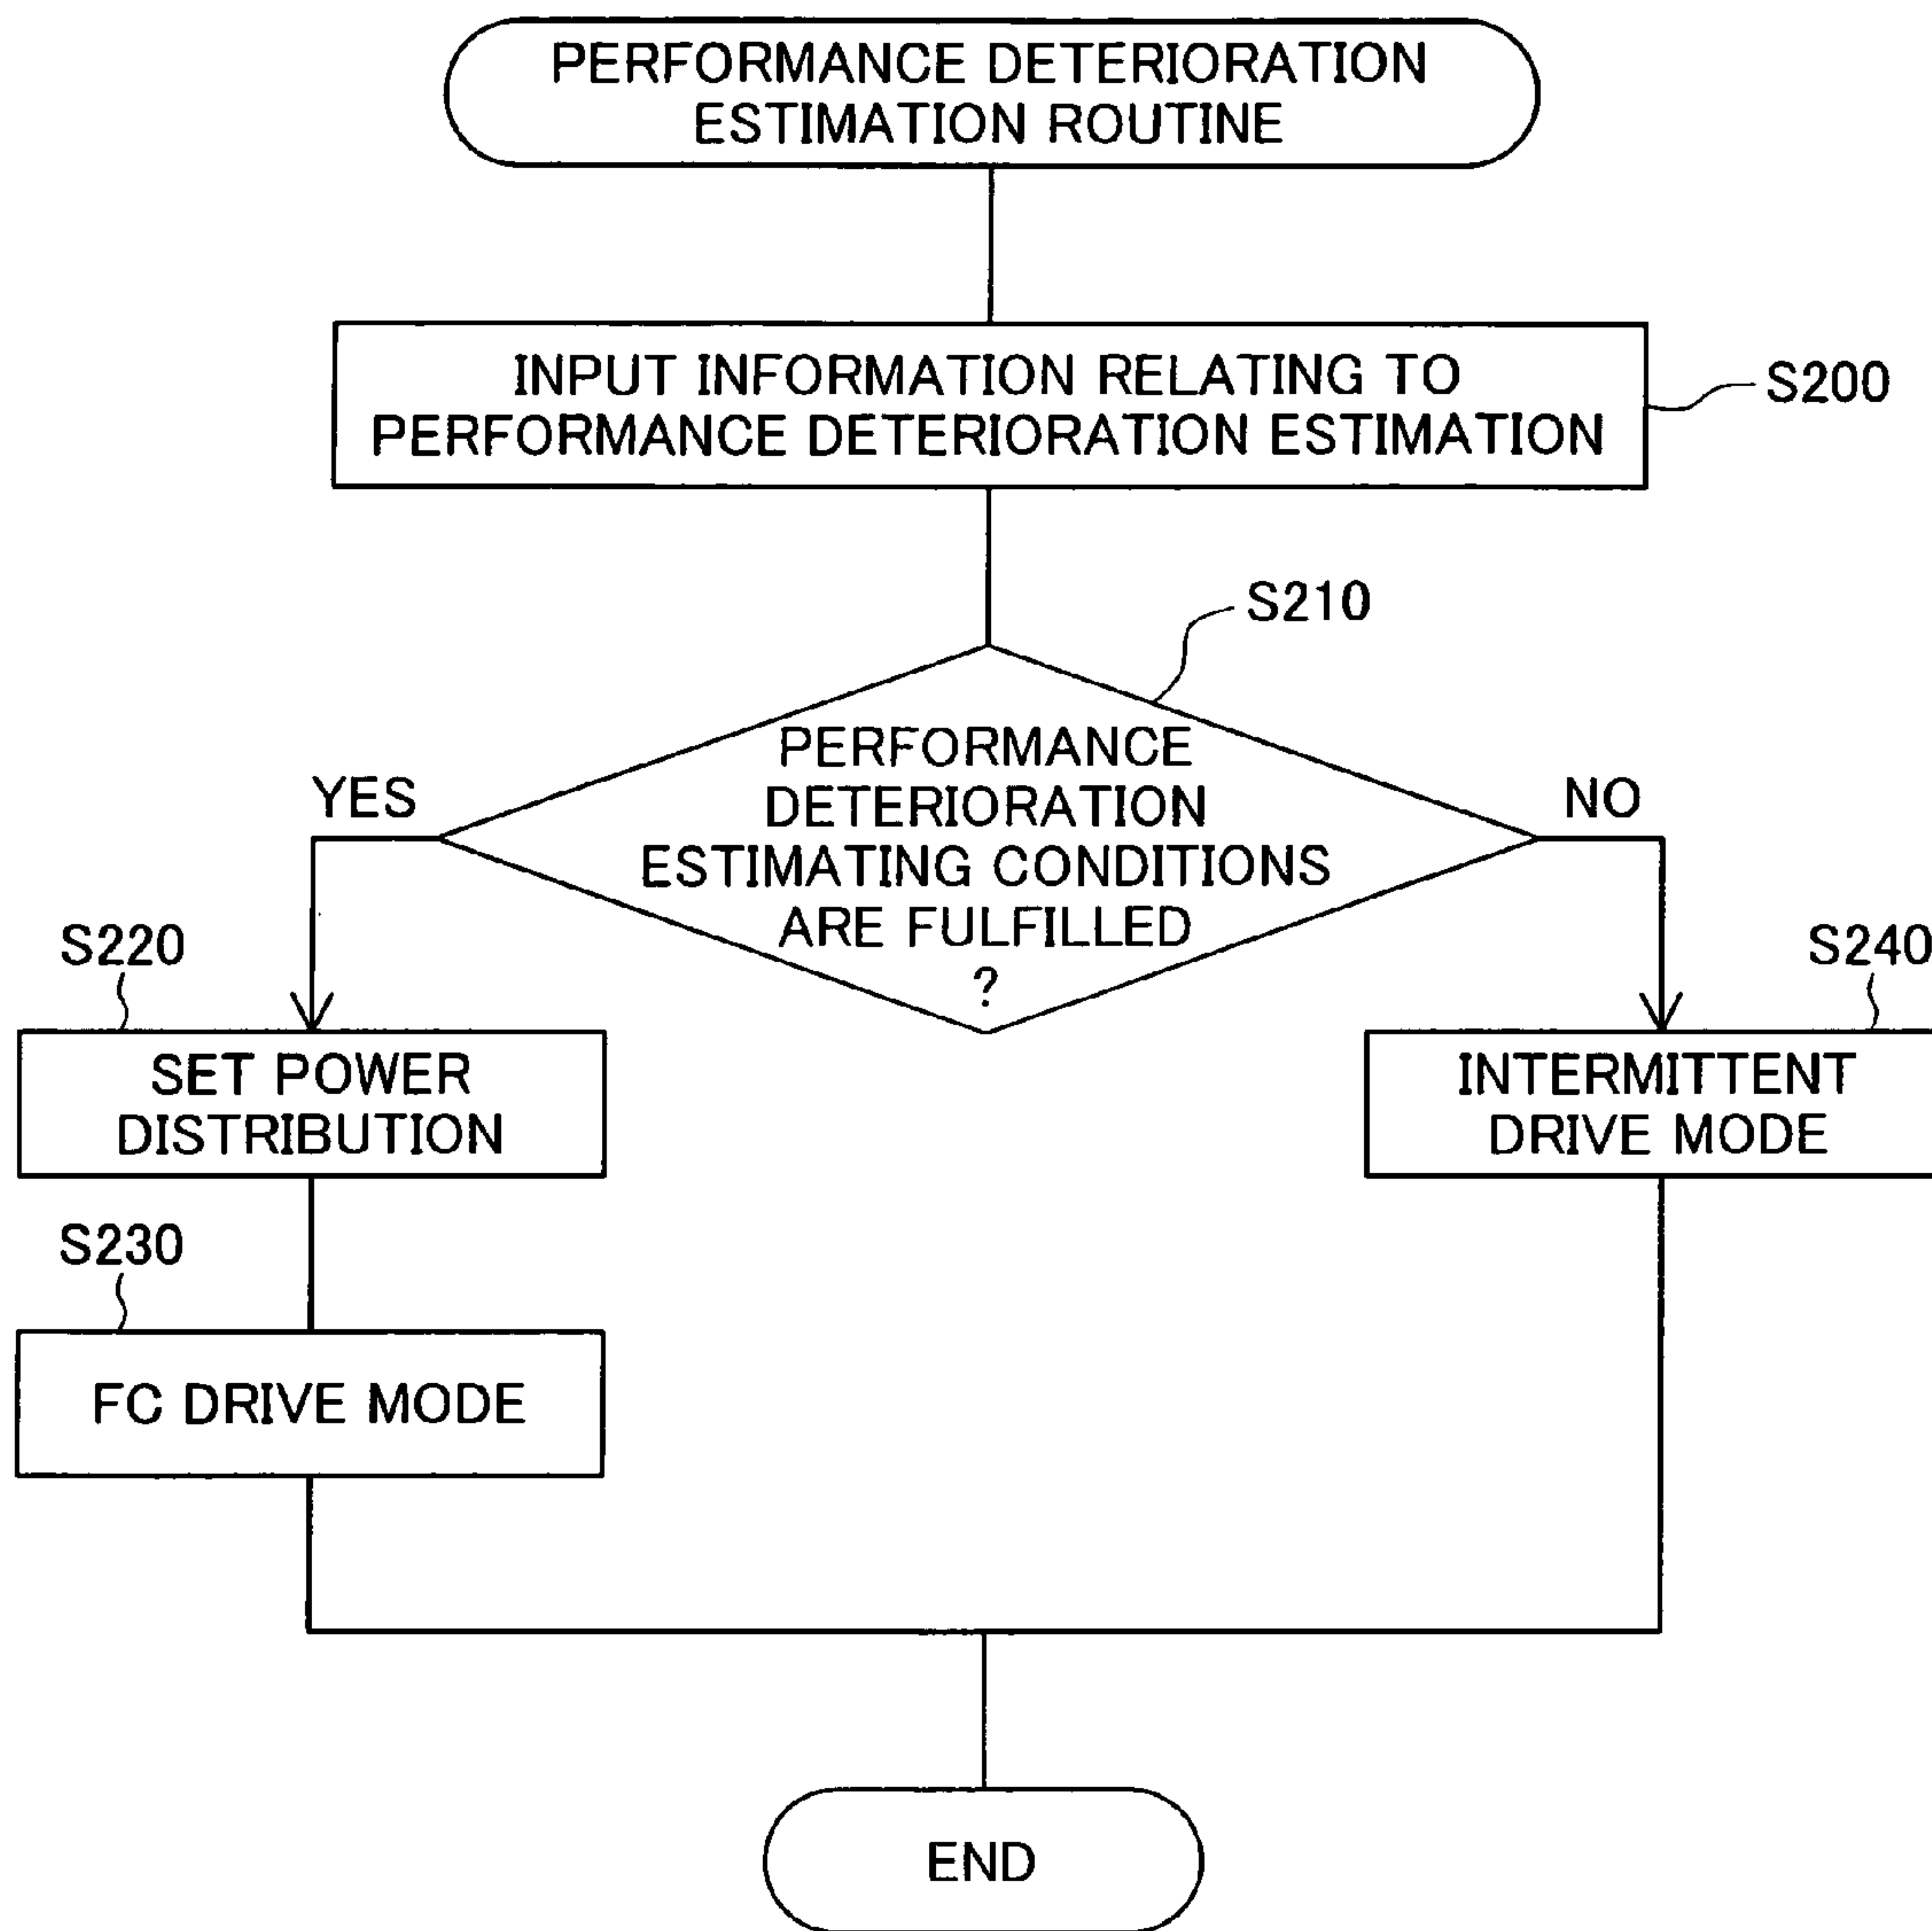 PERFORMANCE DETERIORATION
ESTIMATION ROUTINE
INPUT INFORMATION RELATING TO
PERFORMANCE DETERIORATION ESTIMATION
S200
S210
PERFORMANCE
DETERIORATION
ESTIMATING CONDITIONS
ARE FULFILLED
?
YES
NO
S220
SET POWER
DISTRIBUTION
S240
INTERMITTENT
DRIVE MODE
S230
FC DRIVE MODE
END